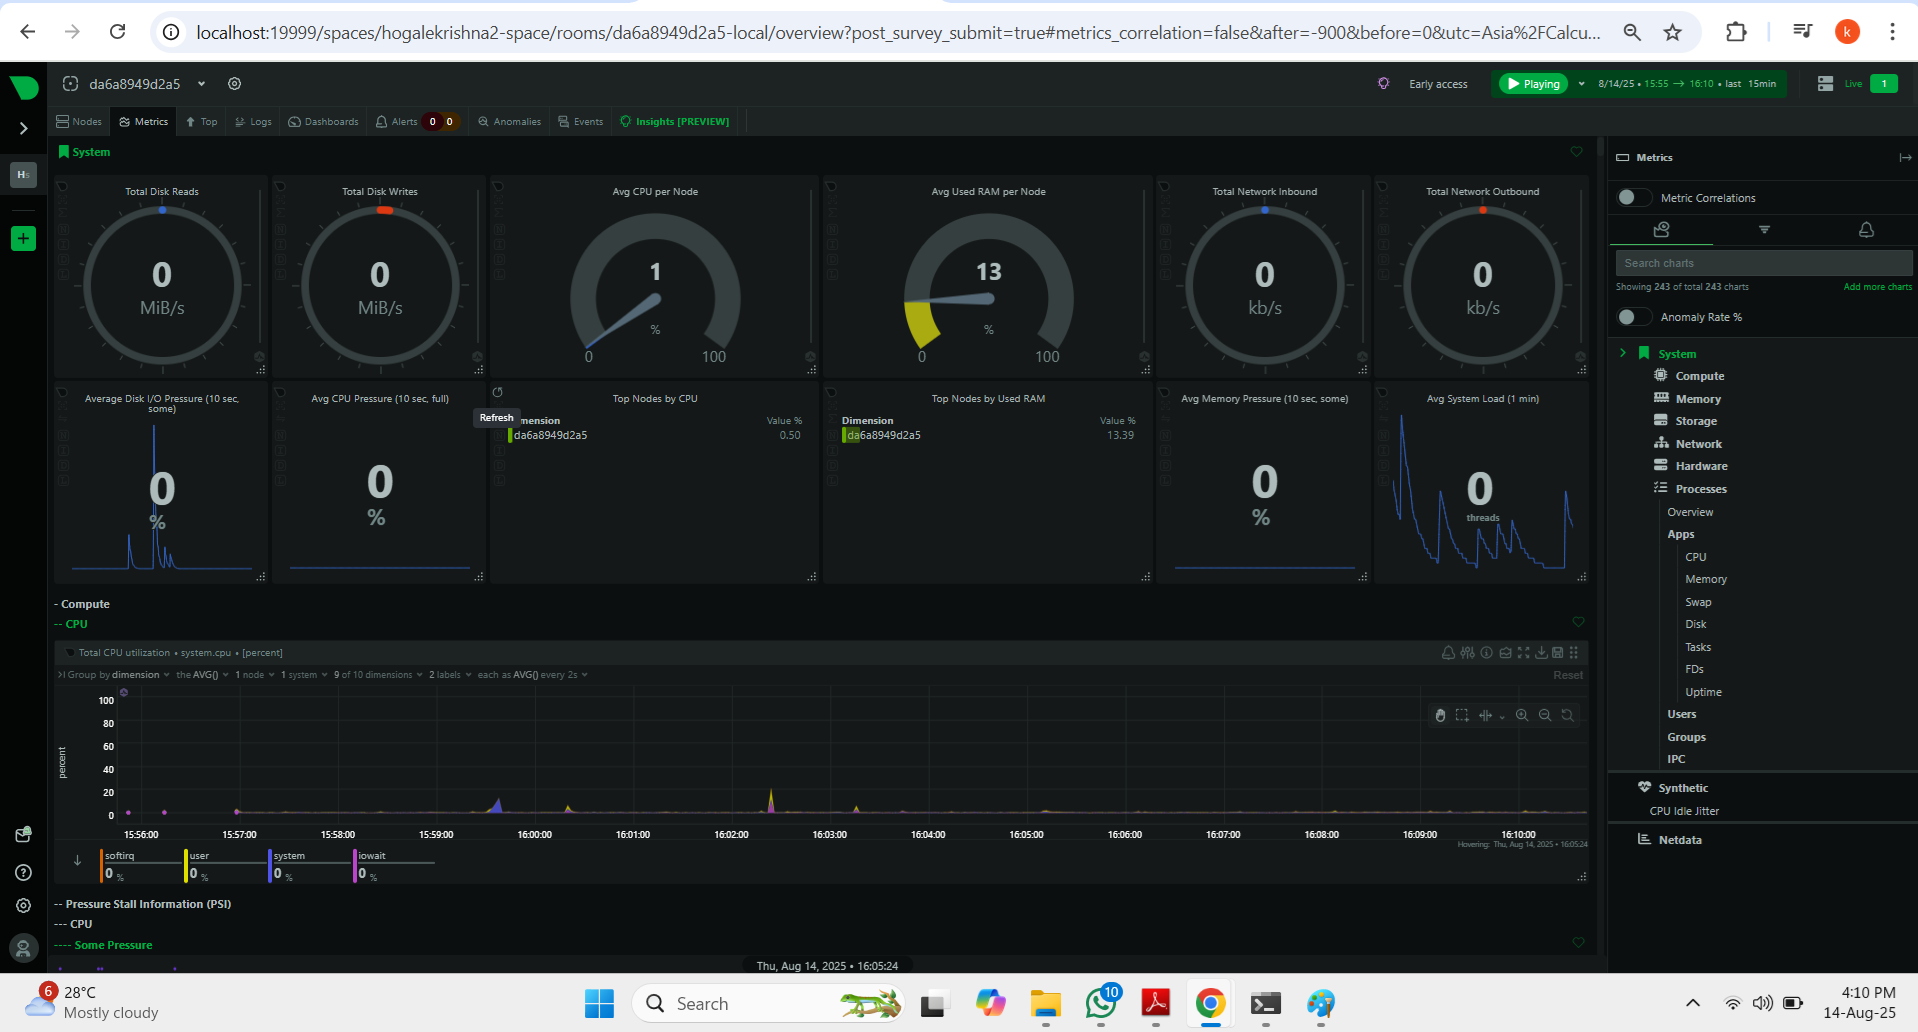 localhost:19999/spaces/hogalekrishna2-space/rooms/da6a8949d2a5-local/overview?post_survey_submit=true#metrics_correlation=false&after=-900&before=0&utc=Asia%2FCalcu...
k
da6a8949d2a5
Early access
Playing
8/14/25 • 15:55 → 16:10 • last 15min
Live
1
Nodes
Metrics
Top
Logs
Dashboards
Alerts 0 0
Anomalies
Events
Insights [PREVIEW]
Hs
System
Total Disk Reads
0
MiB/s
Total Disk Writes
0
MiB/s
Avg CPU per Node
1
%
0 100
Avg Used RAM per Node
13
%
0 100
Total Network Inbound
0
kb/s
Total Network Outbound
0
kb/s
Average Disk I/O Pressure (10 sec,
some)
0
%
Avg CPU Pressure (10 sec, full)
0
%
Refresh
Top Nodes by CPU
mension Value %
da6a8949d2a5 0.50
Top Nodes by Used RAM
Dimension Value %
da6a8949d2a5 13.39
Avg Memory Pressure (10 sec, some)
0
%
Avg System Load (1 min)
0
threads
- Compute
-- CPU
Total CPU utilization • system.cpu • [percent]
Group by dimension the AVG() 1 node 1 system 9 of 10 dimensions 2 labels each as AVG() every 2s
Reset
percent
100
80
60
40
20
0
15:56:00 15:57:00 15:58:00 15:59:00 16:00:00 16:01:00 16:02:00 16:03:00 16:04:00 16:05:00 16:06:00 16:07:00 16:08:00 16:09:00 16:10:00
Hovering: Thu, Aug 14, 2025 • 16:05:24
softirq
0 %
user
0 %
system
0 %
iowait
0 %
-- Pressure Stall Information (PSI)
--- CPU
---- Some Pressure
Thu, Aug 14, 2025 • 16:05:24
Metrics
Metric Correlations
Search charts
Showing 243 of total 243 charts
Add more charts
Anomaly Rate %
System
Compute
Memory
Storage
Network
Hardware
Processes
Overview
Apps
CPU
Memory
Swap
Disk
Tasks
FDs
Uptime
Users
Groups
IPC
Synthetic
CPU Idle Jitter
Netdata
6
28°C
Mostly cloudy
Search
10
4:10 PM
14-Aug-25